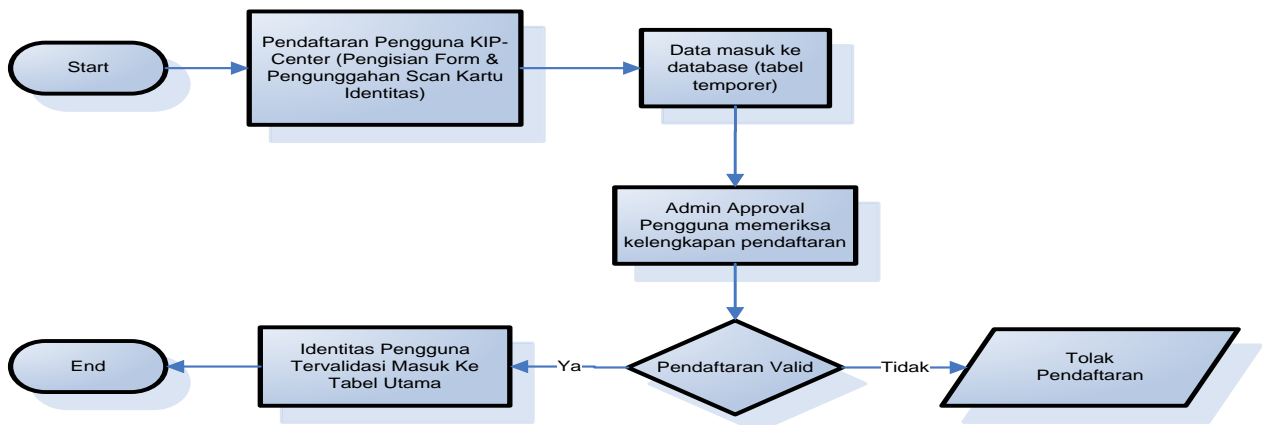 Start
Pendaftaran Pengguna KIP-
Center (Pengisian Form &
Pengunggahan Scan Kartu
Identitas)
Data masuk ke
database (tabel
temporer)
Admin Approval
Pengguna memeriksa
kelengkapan pendaftaran
Pendaftaran Valid
Ya
Tidak
Identitas Pengguna
Tervalidasi Masuk Ke
Tabel Utama
End
Tolak
Pendaftaran